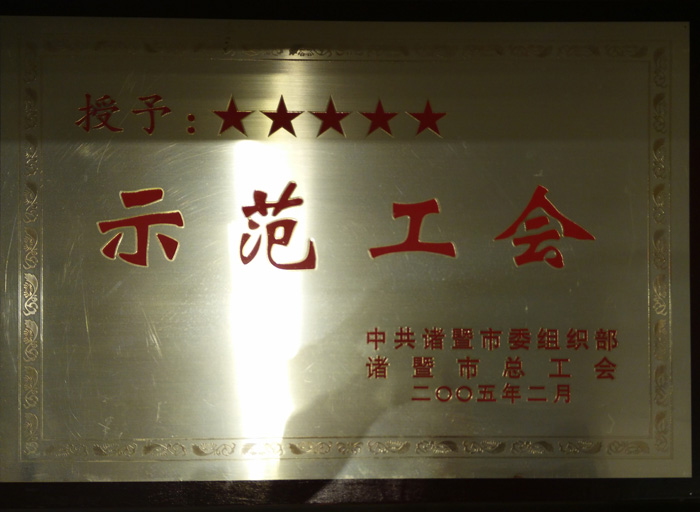 授予:★★★★★
示范工会
中共诸暨市委组织部
诸暨市总工会
二〇〇五年二月